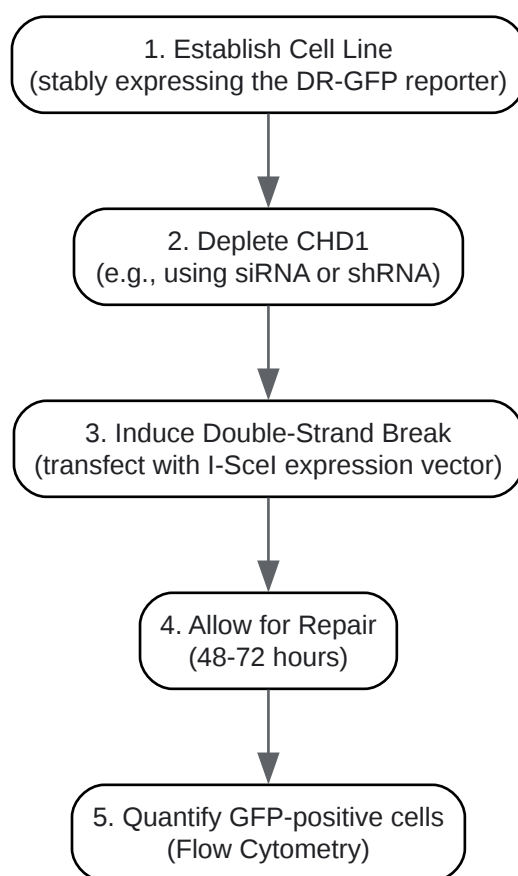 1. Establish Cell Line
(stably expressing the DR-GFP reporter)
2. Deplete CHD1
(e.g., using siRNA or shRNA)
3. Induce Double-Strand Break
(transfect with I-SceI expression vector)
4. Allow for Repair
(48-72 hours)
5. Quantify GFP-positive cells
(Flow Cytometry)